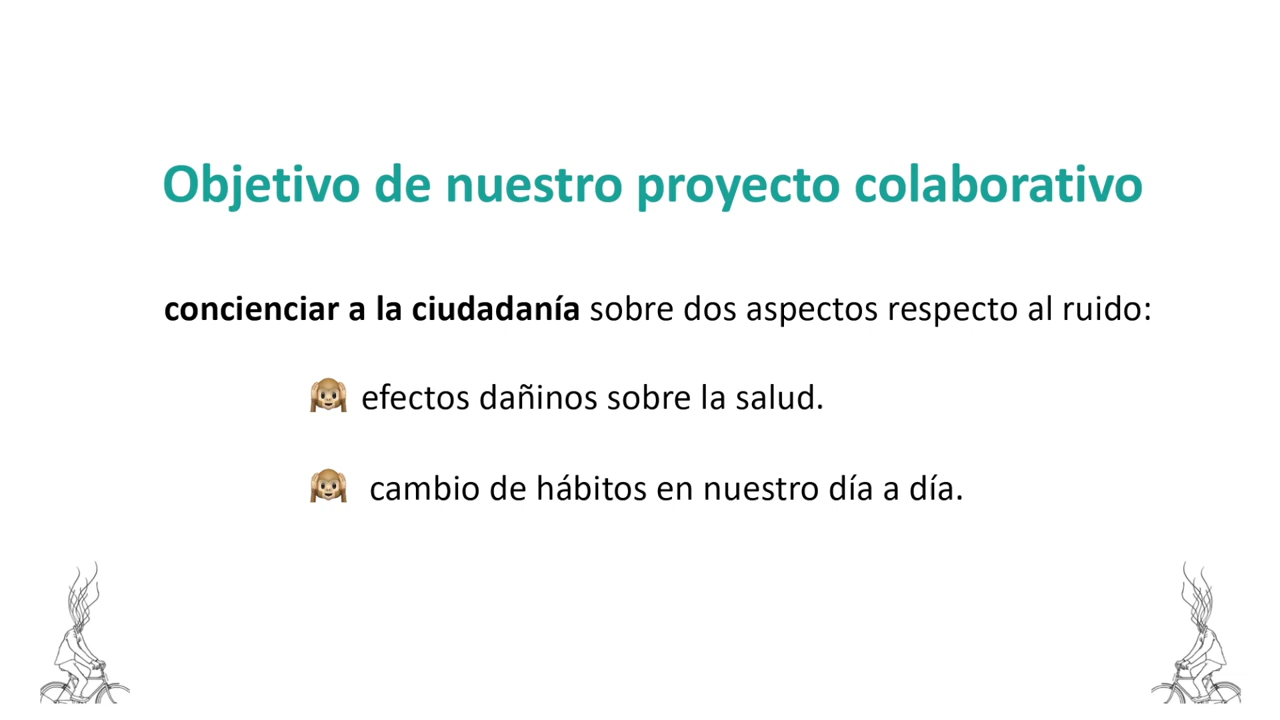 Objetivo de nuestro proyecto colaborativo
concienciar a la ciudadanía sobre dos aspectos respecto al ruido:
🙉 efectos dañinos sobre la salud.
🙉 cambio de hábitos en nuestro día a día.